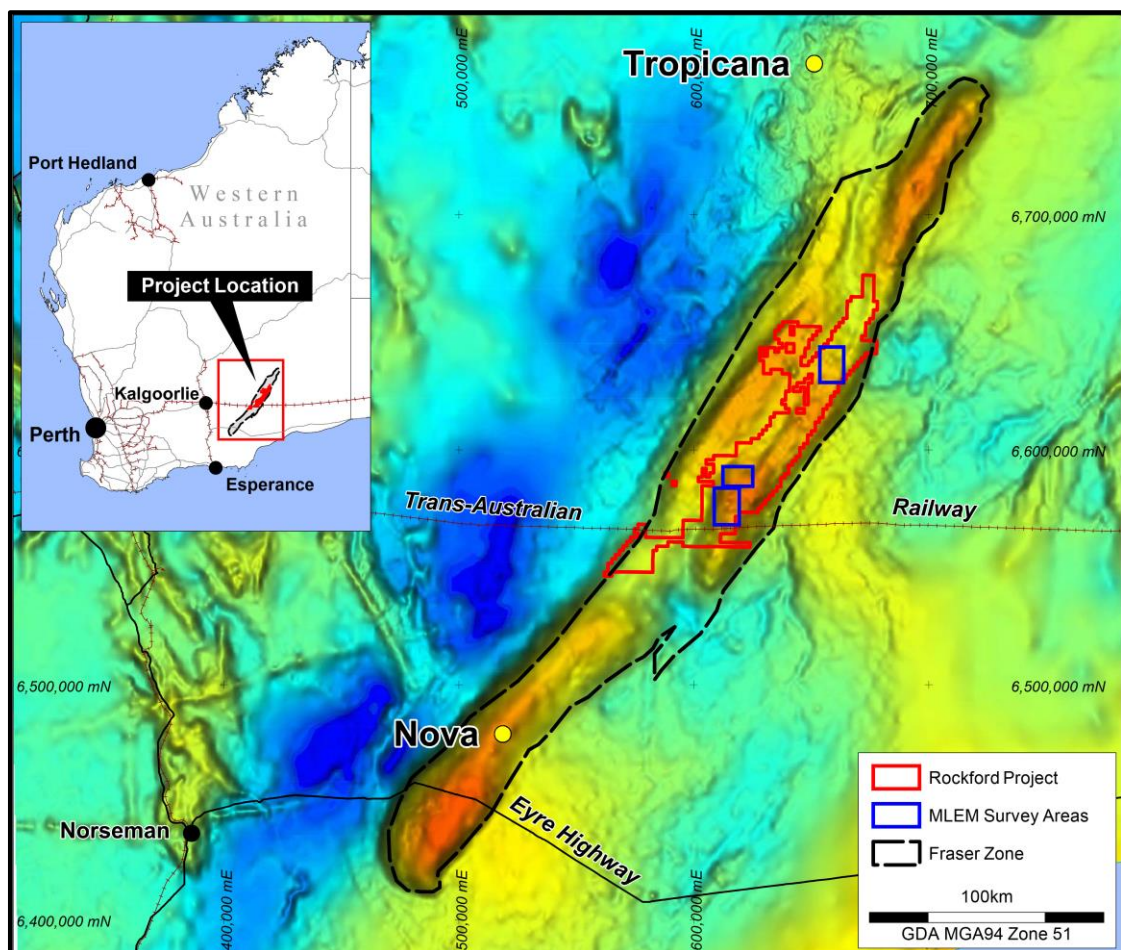 Port Hedland
Western
Australia
Project Location
Kalgoorlie
Perth
Esperance
500,000 mE
600,000 mE
700,000 mE
Tropicana
6,700,000 mN
6,600,000 mN
Trans-Australian
Railway
6,500,000 mN
6,500,000 mN
Nova
Norseman
Eyre Highway
400,000 mE
500,000 mE
600,000 mE
6,400,000 mN
Rockford Project
MLEM Survey Areas
Fraser Zone
100km
GDA MGA94 Zone 51